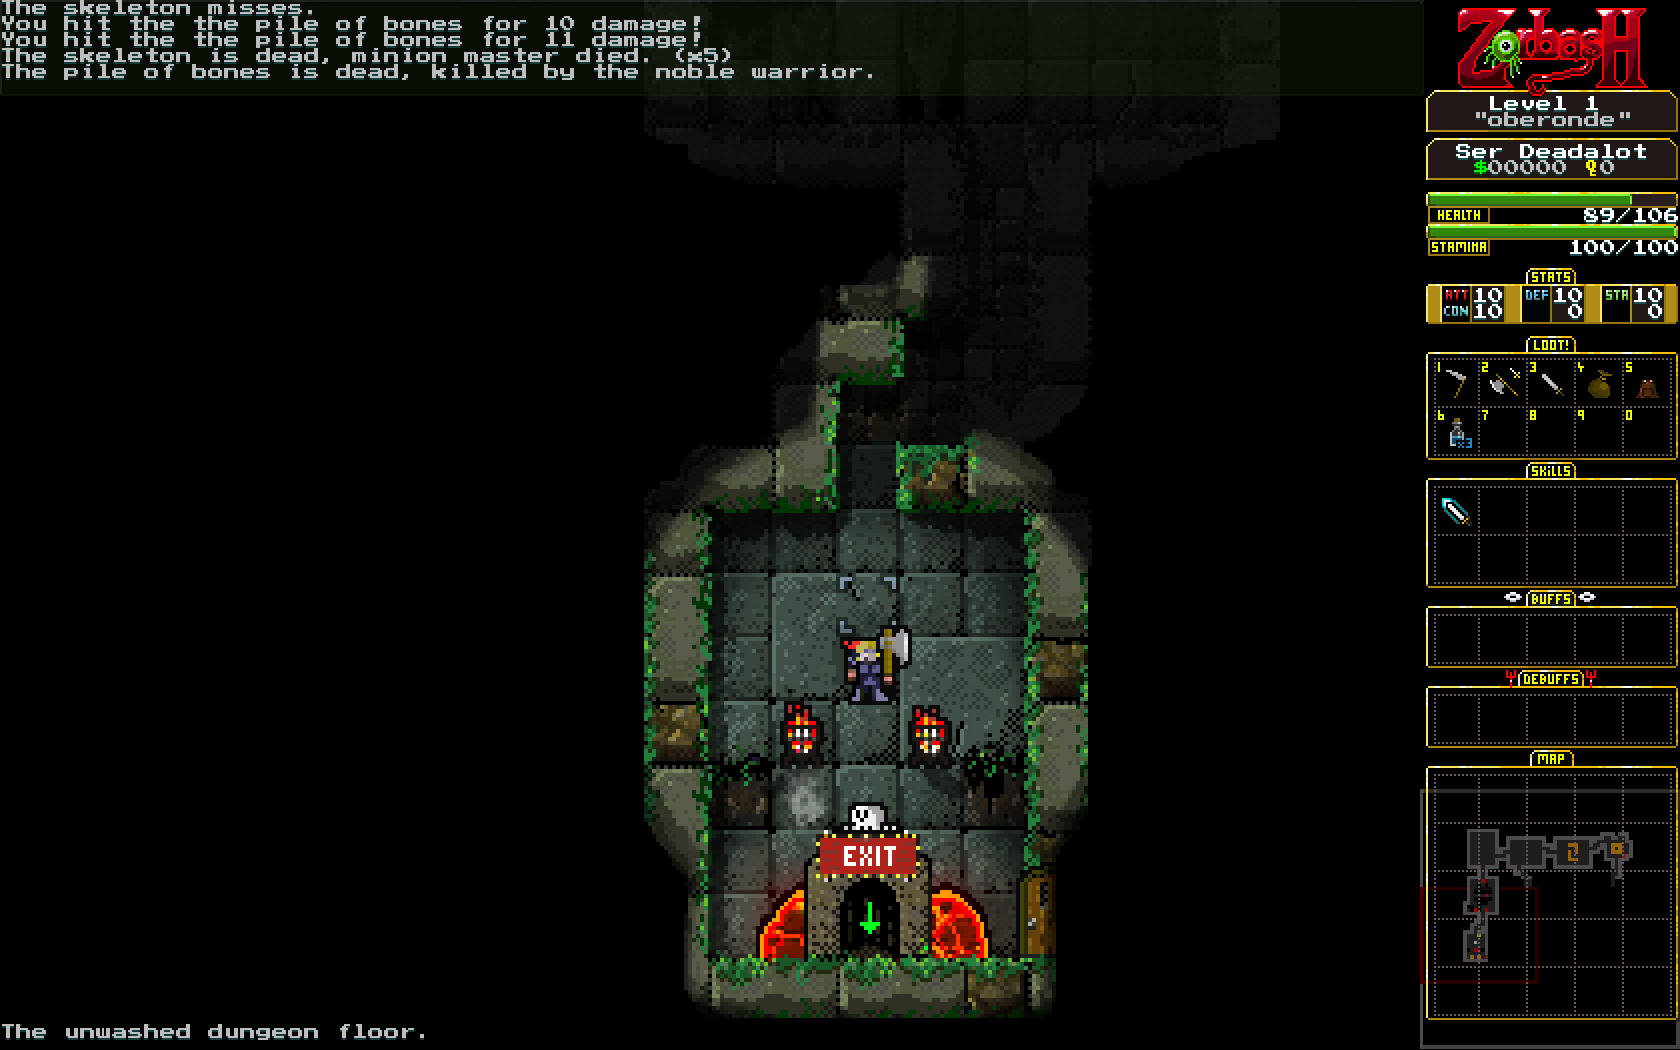 The skeleton misses.
You hit the the pile of bones for 10 damage!
You hit the the pile of bones for 11 damage!
The skeleton is dead, minion master died. (x5)
The pile of bones is dead, killed by the noble warrior.
ZorbasH
Level 1
"oberonde"
Ser Deadalot
$00000 0
HEALTH 89/106
STAMINA 100/100
STATS
ATT 10 DEF 10 STA 10
CON 10 0 0
LOOT!
1 2 3 4 5
6 x3 7 8 9 0
SKILLS
BUFFS
DEBUFFS
MAP
EXIT
The unwashed dungeon floor.